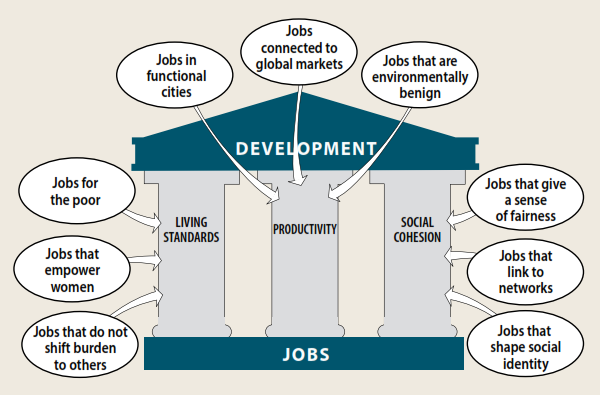 Jobs
connected to
global markets
Jobs in
functional
cities
Jobs that are
environmentally
benign
DEVELOPMENT
Jobs for
the poor
Jobs that
empower
women
Jobs that do not
shift burden
to others
LIVING
STANDARDS
PRODUCTIVITY
SOCIAL
COHESION
Jobs that give
a sense
of fairness
Jobs that
link to
networks
Jobs that
shape social
identity
JOBS